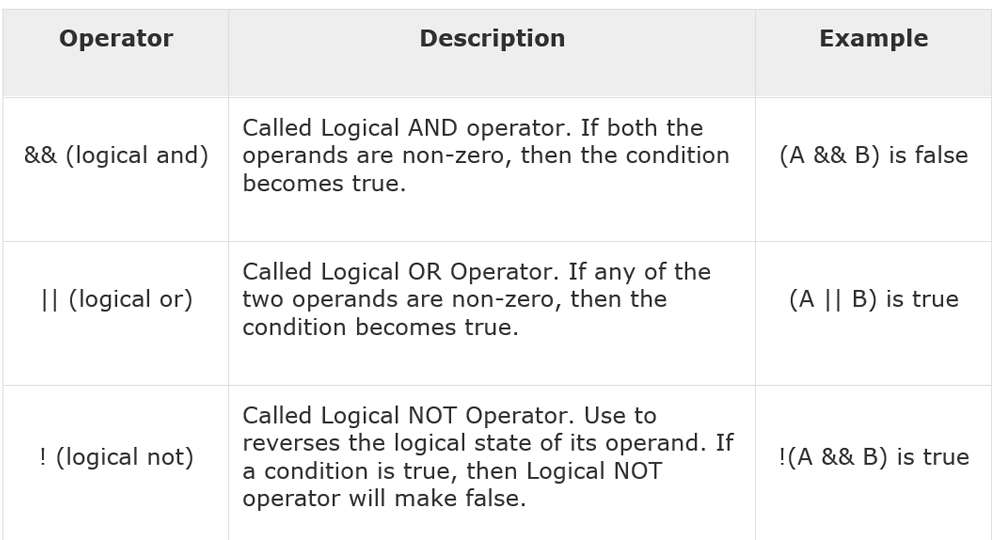 Operator Description Example
Called Logical AND operator. If both the
&& (logical and) operands are non-zero, then the condition (A && B) is false
becomes true.
Called Logical OR Operator. If any of the
|| (logical or) two operands are non-zero, then the (A || B) is true
condition becomes true.
Called Logical NOT Operator. Use to
reverses the logical state of its operand. If
! (logical not) a condition is true, then Logical NOT !(A && B) is true
operator will make false.